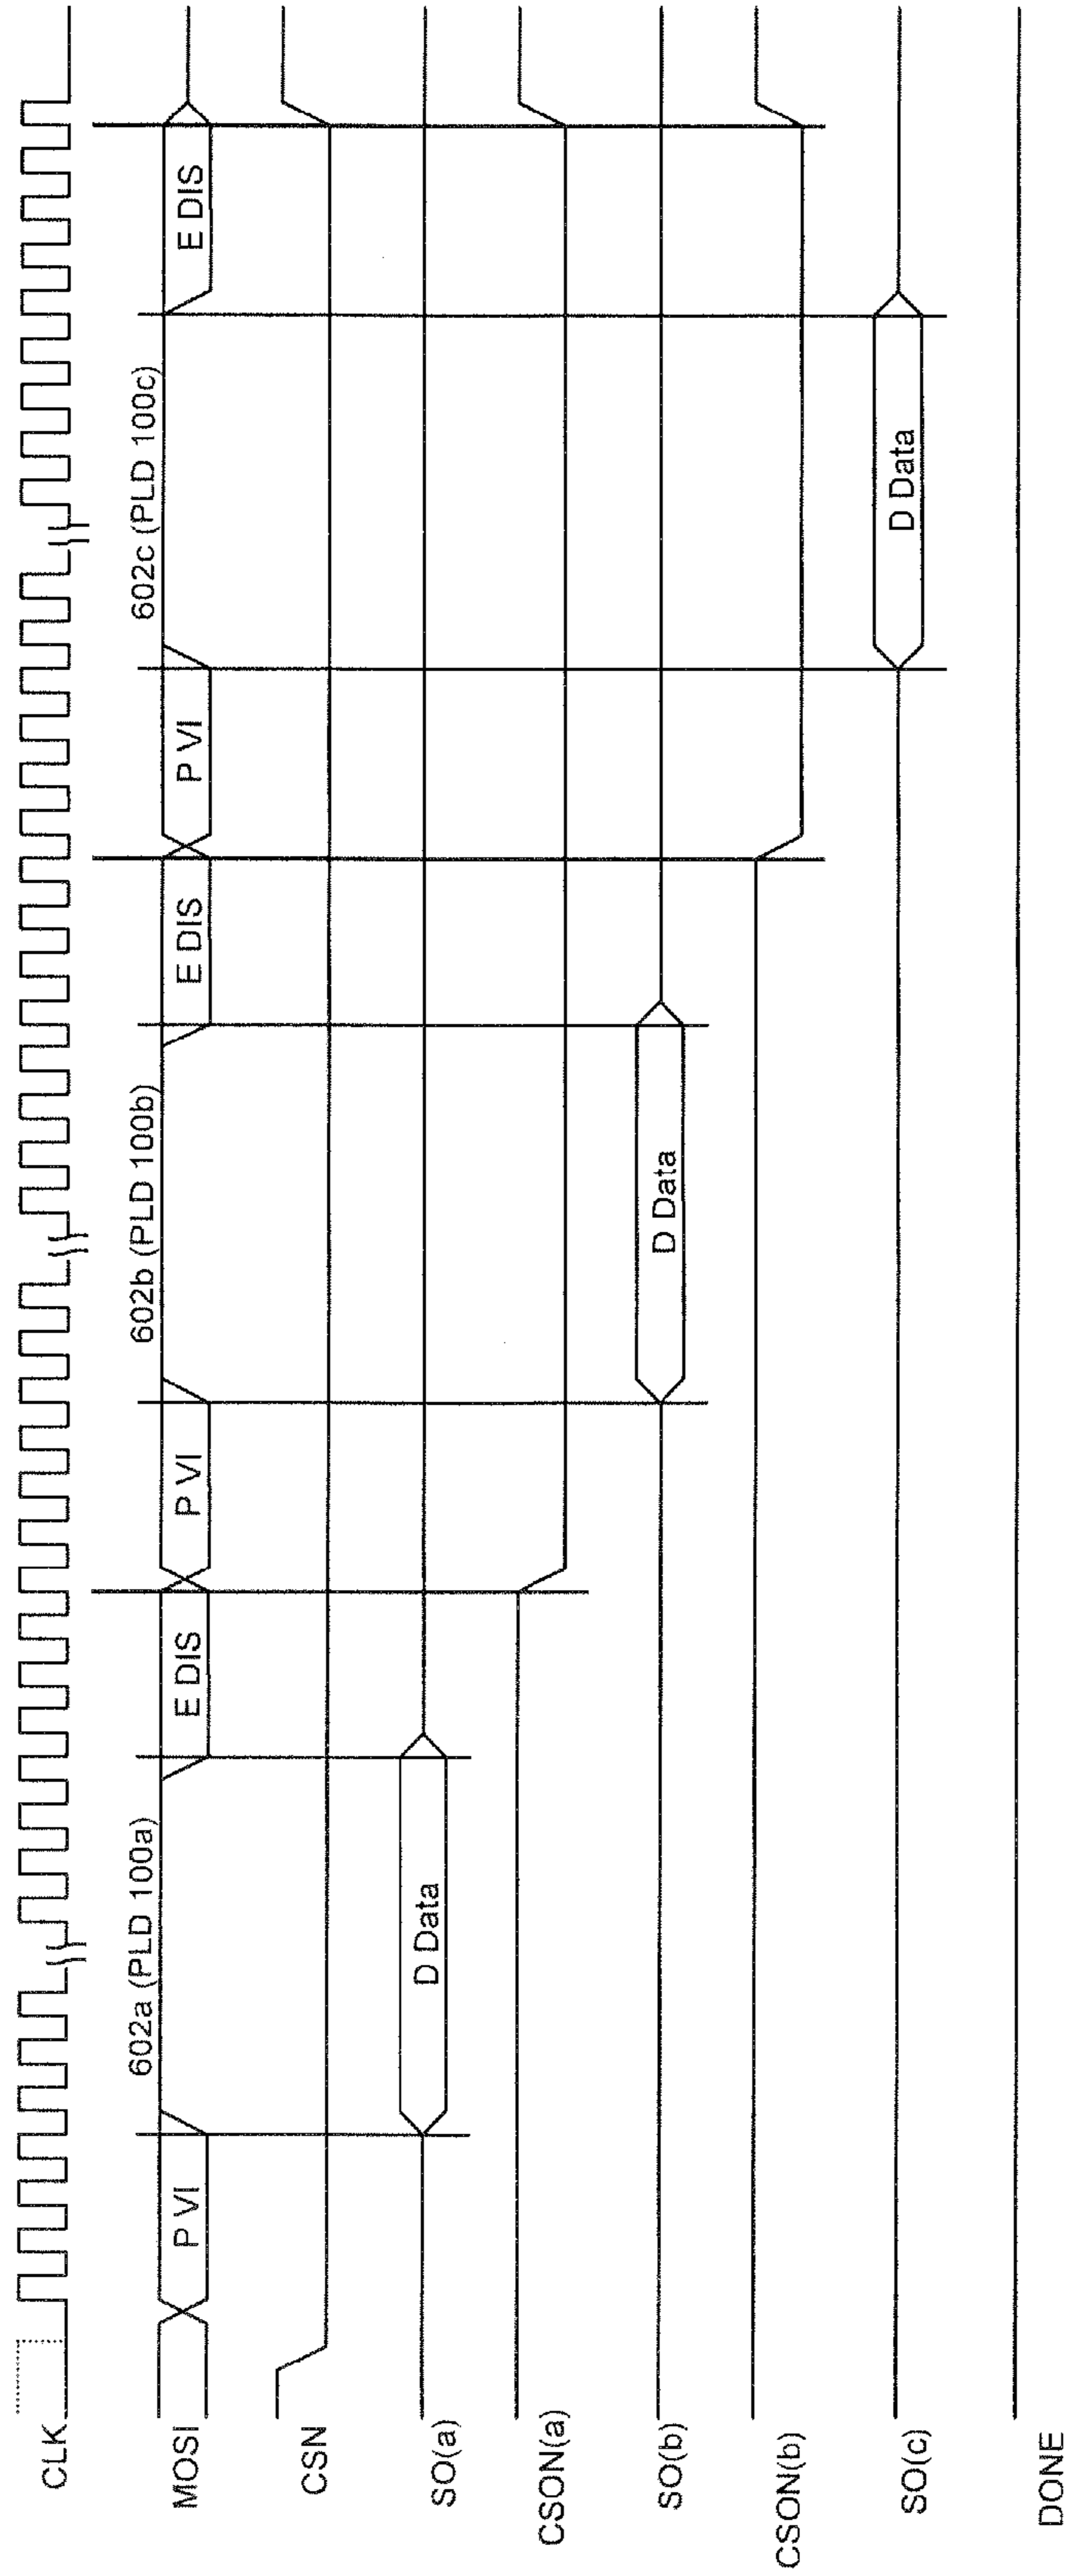 CLK
602a (PLD 100a)
602b (PLD 100b)
602c (PLD 100c)
MOSI
P VI
E DIS
P VI
E DIS
P VI
E DIS
CSN
SO(a)
D Data
CSON(a)
SO(b)
D Data
CSON(b)
SO(c)
D Data
DONE